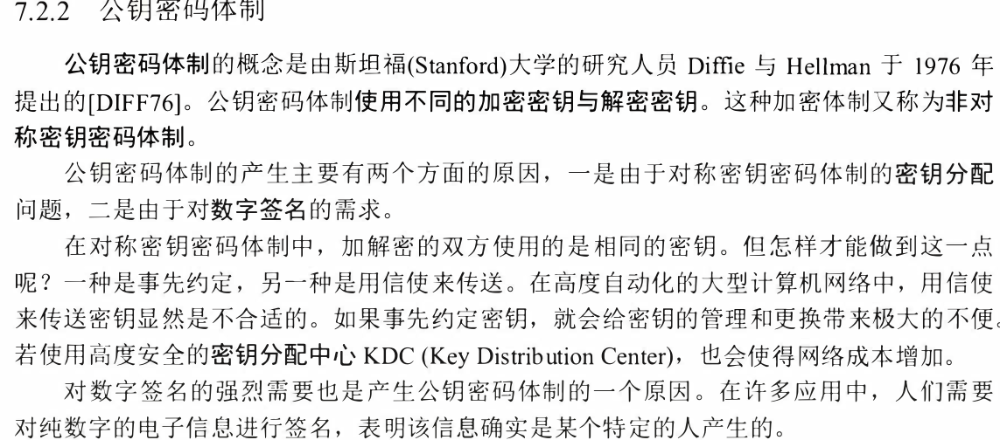 7.2.2 公钥密码体制
公钥密码体制的概念是由斯坦福(Stanford)大学的研究人员 Diffie 与 Hellman 于 1976 年
提出的[DIFF76]。公钥密码体制使用不同的加密密钥与解密密钥。这种加密体制又称为非对
称密钥密码体制。
公钥密码体制的产生主要有两个方面的原因，一是由于对称密钥密码体制的密钥分配
问题，二是由于对数字签名的需求。
在对称密钥密码体制中，加解密的双方使用的是相同的密钥。但怎样才能做到这一点
呢？一种是事先约定，另一种是用信使来传送。在高度自动化的大型计算机网络中，用信使
来传送密钥显然是不合适的。如果事先约定密钥，就会给密钥的管理和更换带来极大的不便。
若使用高度安全的密钥分配中心 KDC (Key Distribution Center)，也会使得网络成本增加。
对数字签名的强烈需要也是产生公钥密码体制的一个原因。在许多应用中，人们需要
对纯数字的电子信息进行签名，表明该信息确实是某个特定的人产生的。